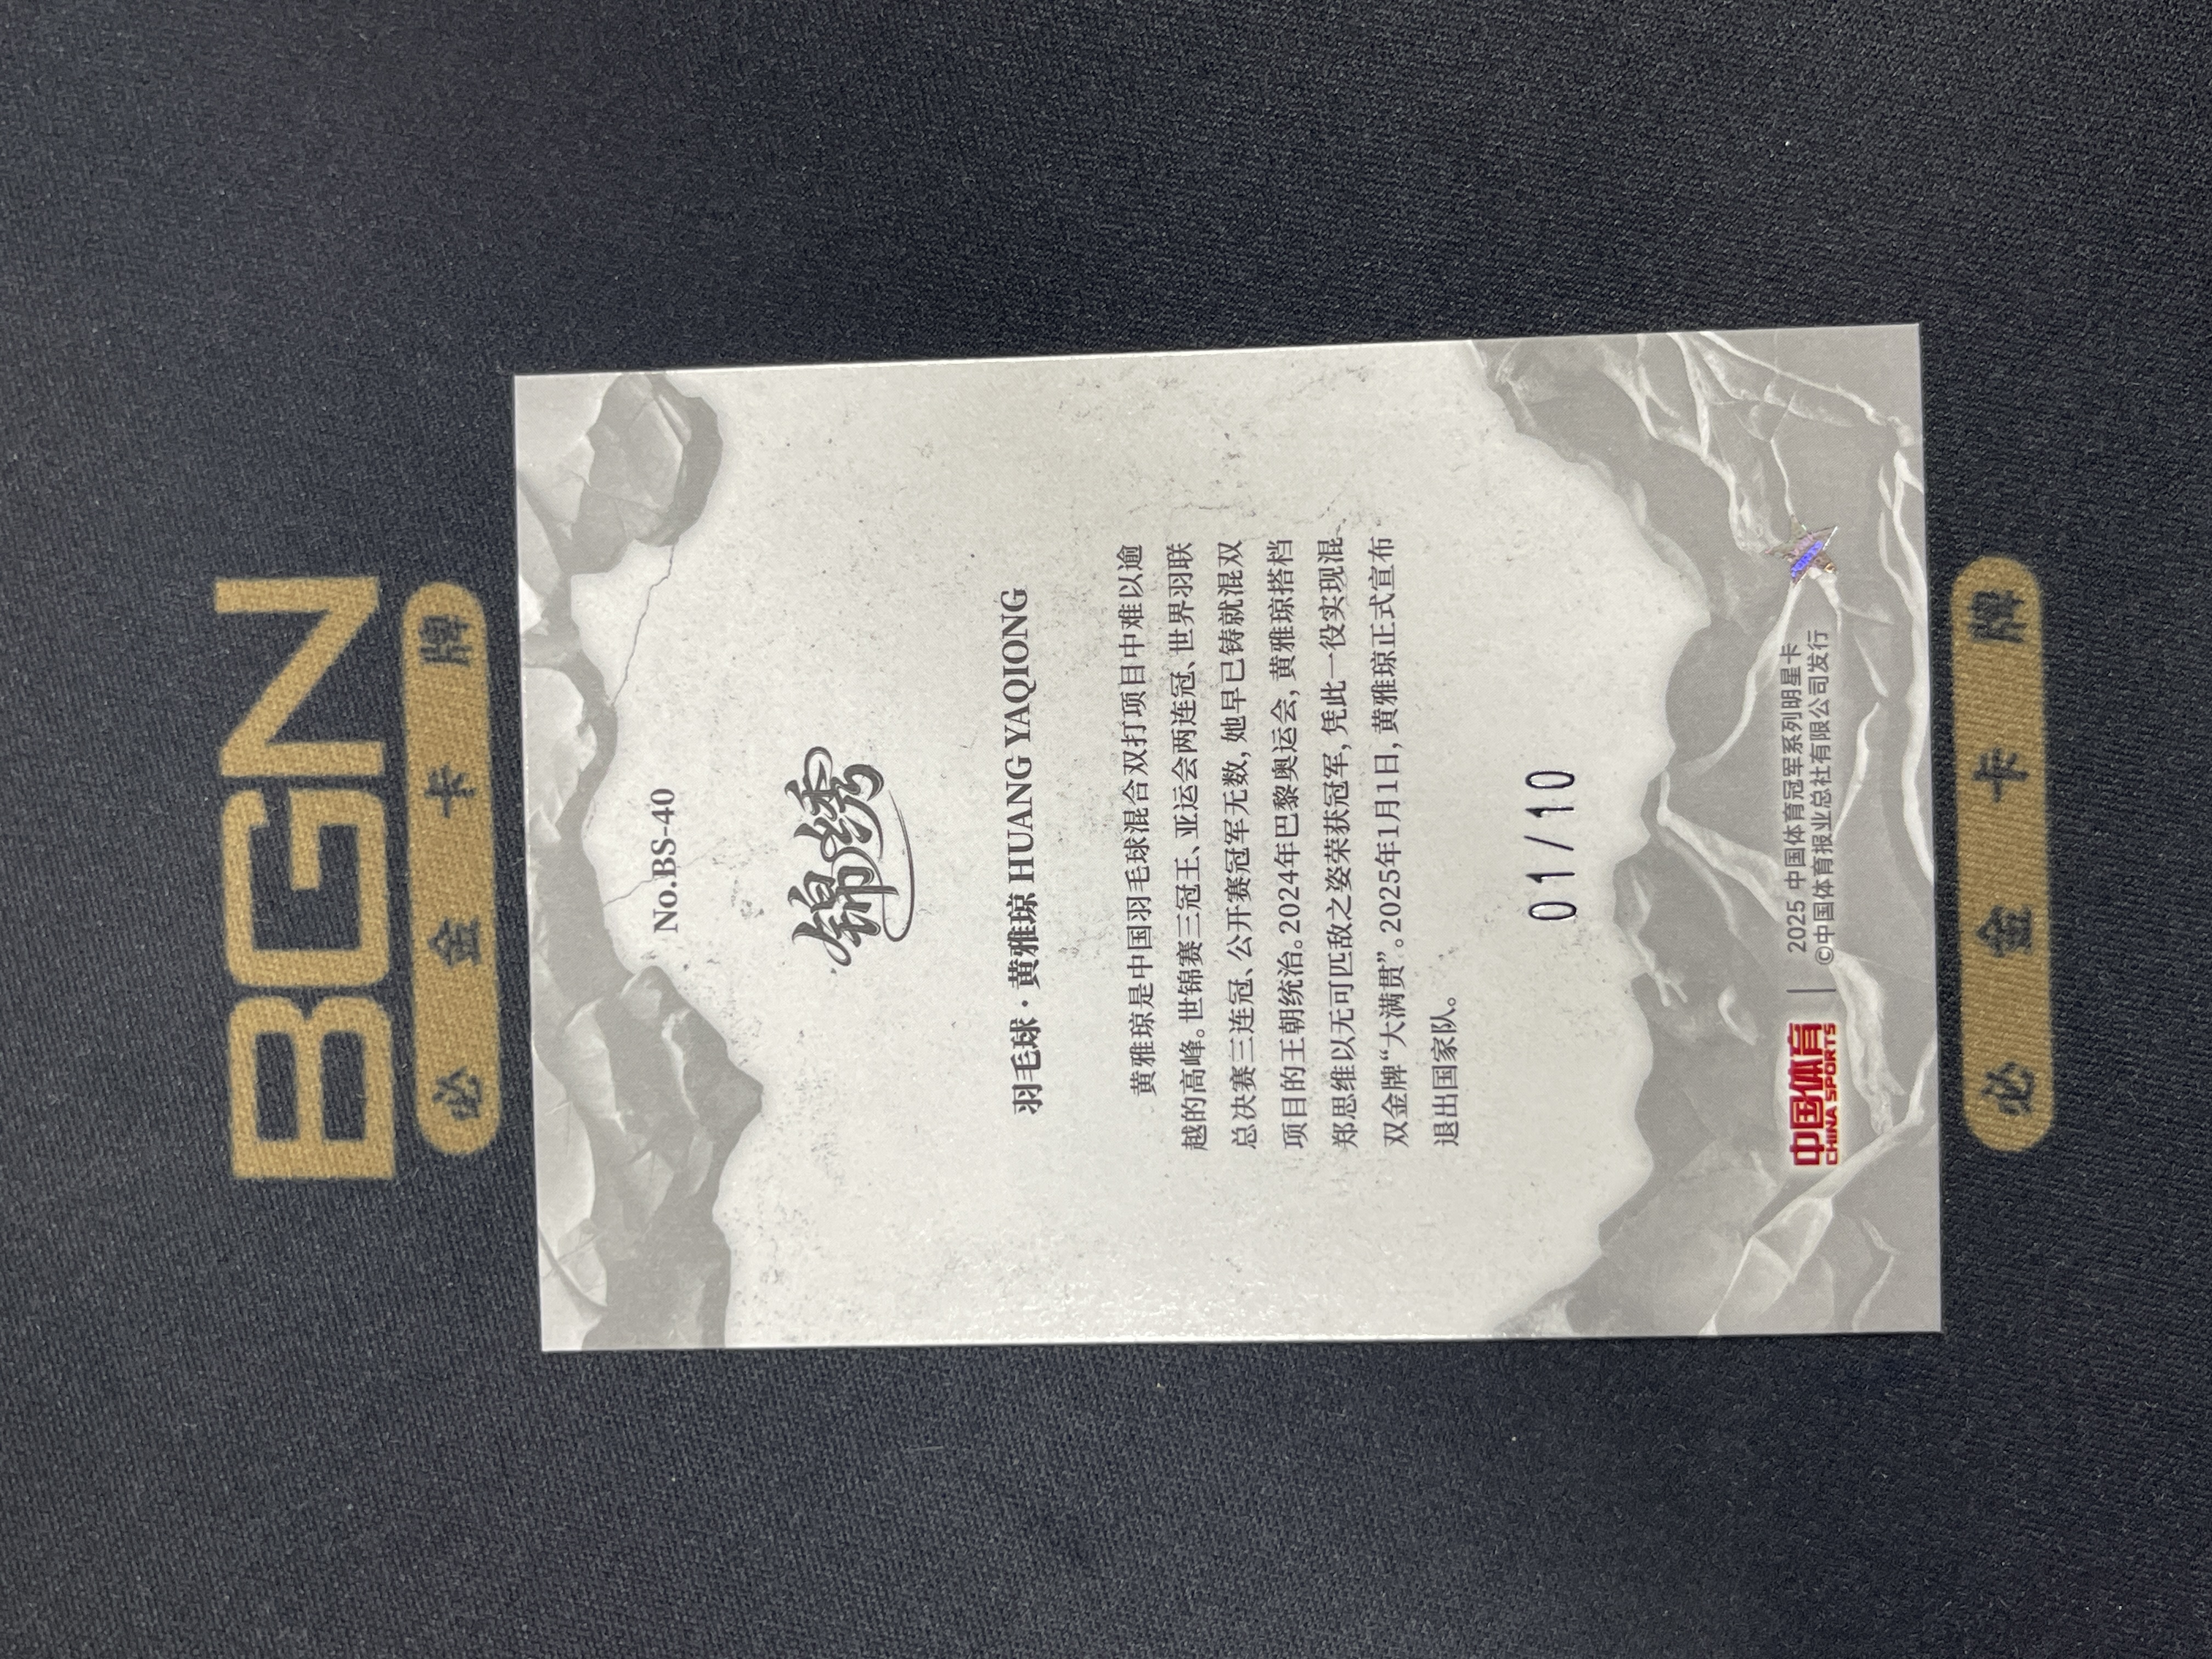 BGN
必金卡牌
No.BS-40
锦绣
羽毛球·黄雅琼 HUANG YAQIONG
黄雅琼是中国羽毛球混合双打项目中难以逾
越的高峰。世锦赛三冠王、亚运会两连冠、世界羽联
总决赛三连冠、公开赛冠军无数，她早已铸就混双
项目的王朝统治。2024年巴黎奥运会，黄雅琼搭档
郑思维以无可匹敌之姿荣获冠军，凭此一役实现混
双金牌“大满贯”。2025年1月1日，黄雅琼正式宣布
退出国家队。
01/10
中国体育
CHINA SPORTS
2025 中国体育冠军系列明星卡
©中国体育报业总社有限公司发行
必金卡牌